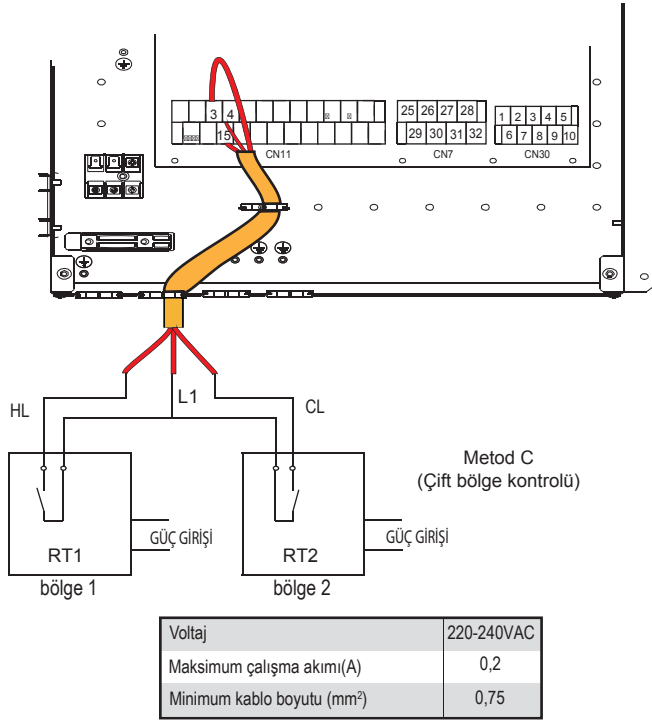 3 4
25 26 27 28
1 2 3 4 5
15
29 30 31 32
6 7 8 9 10
CN11
CN7
CN30
HL
L1
CL
Metod C
(Çift bölge kontrolü)
GÜÇ GİRİŞİ
GÜÇ GİRİŞİ
RT1
RT2
bölge 1
bölge 2
Voltaj 220-240VAC
Maksimum çalışma akımı(A) 0,2
Minimum kablo boyutu (mm²) 0,75